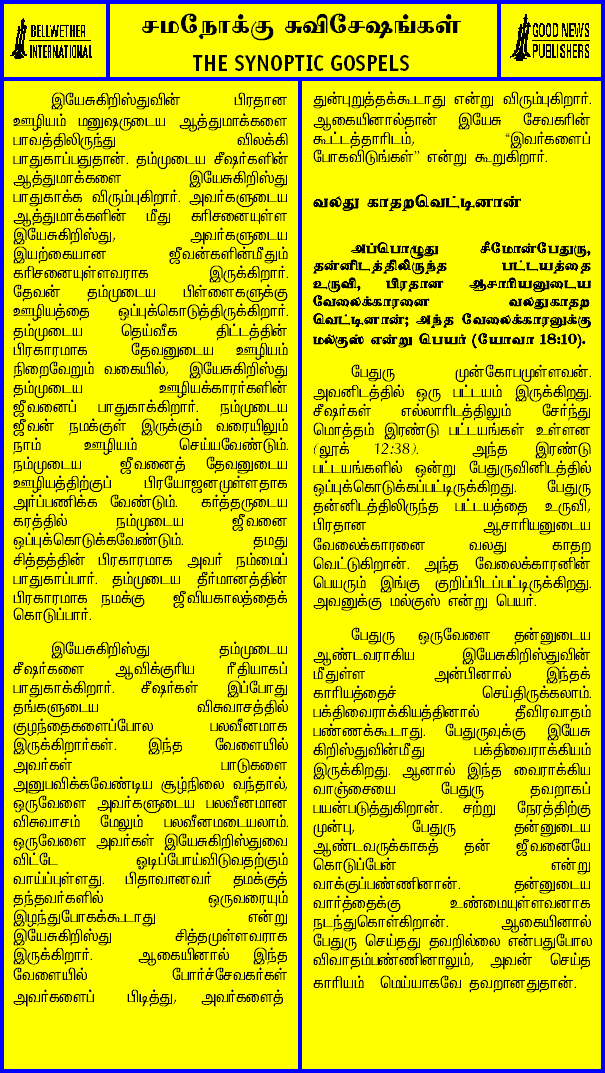 BELLWETHER
INTERNATIONAL
சமநோக்கு சுவிசேஷங்கள்
THE SYNOPTIC GOSPELS
GOOD NEWS
PUBLISHERS
இயேசுகிறிஸ்துவின் பிரதான
ஊழியம் மனுஷருடைய ஆத்துமாக்களை
பாவத்திலிருந்து விலக்கி
பாதுகாப்பதுதான். தம்முடைய சீஷர்களின்
ஆத்துமாக்களை இயேசுகிறிஸ்து
பாதுகாக்க விரும்புகிறார். அவர்களுடைய
ஆத்துமாக்களின் மீது கரிசனையுள்ள
இயேசுகிறிஸ்து, அவர்களுடைய
இயற்கையான ஜீவன்களின்மீதும்
கரிசனையுள்ளவராக இருக்கிறார்.
தேவன் தம்முடைய பிள்ளைகளுக்கு
ஊழியத்தை ஒப்புக்கொடுத்திருக்கிறார்.
தம்முடைய தெய்வீக திட்டத்தின்
பிரகாரமாக தேவனுடைய ஊழியம்
நிறைவேறும் வகையில், இயேசுகிறிஸ்து
தம்முடைய ஊழியக்காரர்களின்
ஜீவனைப் பாதுகாக்கிறார். நம்முடைய
ஜீவன் நமக்குள் இருக்கும் வரையிலும்
நாம் ஊழியம் செய்யவேண்டும்.
நம்முடைய ஜீவனைத் தேவனுடைய
ஊழியத்திற்குப் பிரயோஜனமுள்ளதாக
அர்ப்பணிக்க வேண்டும். கர்த்தருடைய
கரத்தில் நம்முடைய ஜீவனை
ஒப்புக்கொடுக்கவேண்டும். தமது
சித்தத்தின் பிரகாரமாக அவர் நம்மைப்
பாதுகாப்பார். தம்முடைய தீர்மானத்தின்
பிரகாரமாக நமக்கு ஜீவியகாலத்தைக்
கொடுப்பார்.
இயேசுகிறிஸ்து தம்முடைய
சீஷர்களை ஆவிக்குரிய ரீதியாகப்
பாதுகாக்கிறார். சீஷர்கள் இப்போது
தங்களுடைய விசுவாசத்தில்
குழந்தைகளைப்போல பலவீனமாக
இருக்கிறார்கள். இந்த வேளையில்
அவர்கள் பாடுகளை
அனுபவிக்கவேண்டிய சூழ்நிலை வந்தால்,
ஒருவேளை அவர்களுடைய பலவீனமான
விசுவாசம் மேலும் பலவீனமடையலாம்.
ஒருவேளை அவர்கள் இயேசுகிறிஸ்துவை
விட்டே ஓடிப்போய்விடுவதற்கும்
வாய்ப்புள்ளது. பிதாவானவர் தமக்குத்
தந்தவர்களில் ஒருவரையும்
இழந்துபோகக்கூடாது என்று
இயேசுகிறிஸ்து சித்தமுள்ளவராக
இருக்கிறார். ஆகையினால் இந்த
வேளையில் போர்ச்சேவகர்கள்
அவர்களைப் பிடித்து, அவர்களைத்
துன்புறுத்தக்கூடாது என்று விரும்புகிறார்.
ஆகையினால்தான் இயேசு சேவகரின்
கூட்டத்தாரிடம், “இவர்களைப்
போகவிடுங்கள்” என்று கூறுகிறார்.
வலது காதறவெட்டினான்
அப்பொழுது சீமோன்பேதுரு,
தன்னிடத்திலிருந்த பட்டயத்தை
உருவி, பிரதான ஆசாரியனுடைய
வேலைக்காரனை வலதுகாதற
வெட்டினான்; அந்த வேலைக்காரனுக்கு
மல்குஸ் என்று பெயர் (யோவா 18:10).
பேதுரு முன்கோபமுள்ளவன்.
அவனிடத்தில் ஒரு பட்டயம் இருக்கிறது.
சீஷர்கள் எல்லாரிடத்திலும் சேர்ந்து
மொத்தம் இரண்டு பட்டயங்கள் உள்ளன
(லூக் 12:38). அந்த இரண்டு
பட்டயங்களில் ஒன்று பேதுருவினிடத்தில்
ஒப்புக்கொடுக்கப்பட்டிருக்கிறது. பேதுரு
தன்னிடத்திலிருந்த பட்டயத்தை உருவி,
பிரதான ஆசாரியனுடைய
வேலைக்காரனை வலது காதற
வெட்டுகிறான். அந்த வேலைக்காரனின்
பெயரும் இங்கு குறிப்பிடப்பட்டிருக்கிறது.
அவனுக்கு மல்குஸ் என்று பெயர்.
பேதுரு ஒருவேளை தன்னுடைய
ஆண்டவராகிய இயேசுகிறிஸ்துவின்
மீதுள்ள அன்பினால் இந்தக்
காரியத்தைச் செய்திருக்கலாம்.
பக்திவைராக்கியத்தினால் தீவிரவாதம்
பண்ணக்கூடாது. பேதுருவுக்கு இயேசு
கிறிஸ்துவின்மீது பக்திவைராக்கியம்
இருக்கிறது. ஆனால் இந்த வைராக்கிய
வாஞ்சையை பேதுரு தவறாகப்
பயன்படுத்துகிறான். சற்று நேரத்திற்கு
முன்பு, பேதுரு தன்னுடைய
ஆண்டவருக்காகத் தன் ஜீவனையே
கொடுப்பேன் என்று
வாக்குப்பண்ணினான். தன்னுடைய
வார்த்தைக்கு உண்மையுள்ளவனாக
நடந்துகொள்கிறான். ஆகையினால்
பேதுரு செய்தது தவறில்லை என்பதுபோல
விவாதம்பண்ணினாலும், அவன் செய்த
காரியம் மெய்யாகவே தவறானதுதான்.